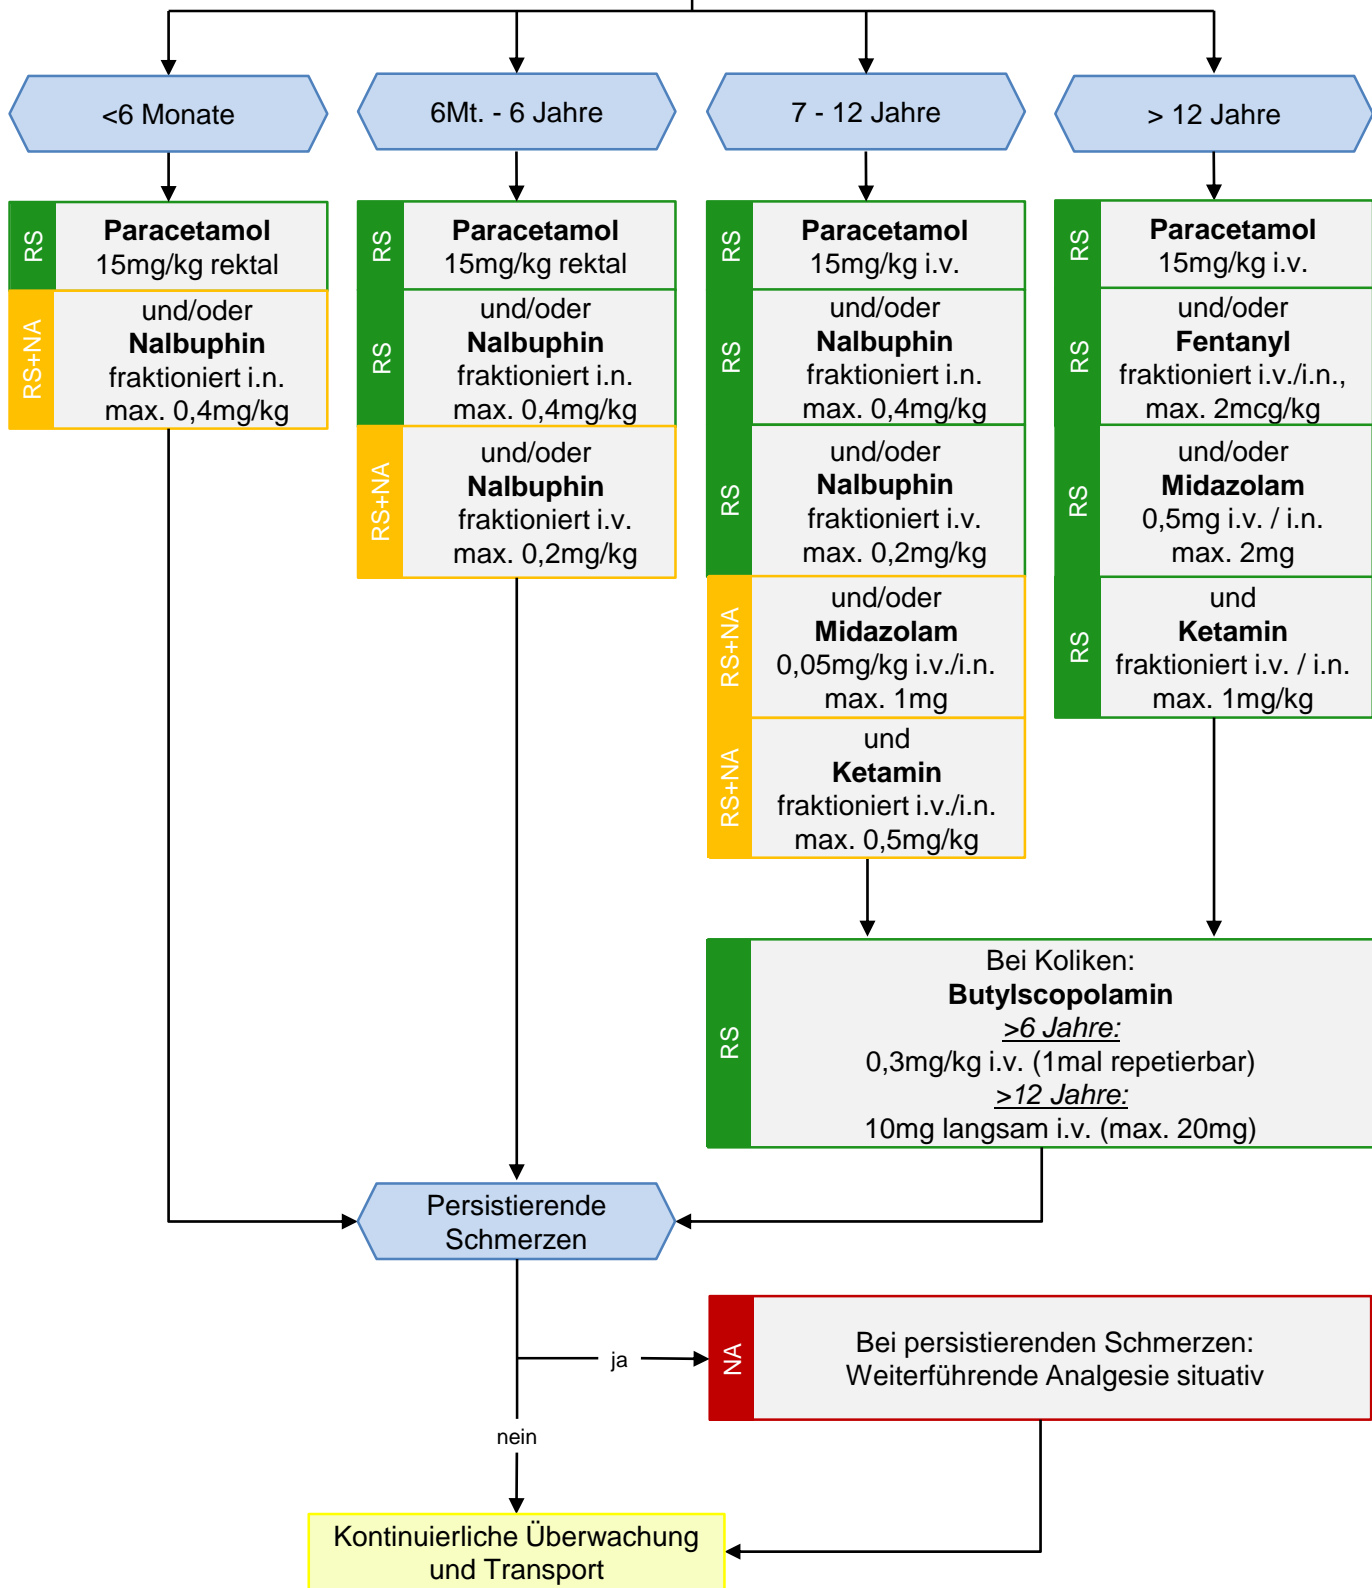 <6 Monate
6Mt. - 6 Jahre
7 - 12 Jahre
> 12 Jahre
RS
Paracetamol
15mg/kg rektal
RS+NA
und/oder
Nalbuphin
fraktioniert i.n.
max. 0,4mg/kg
RS
Paracetamol
15mg/kg rektal
RS
und/oder
Nalbuphin
fraktioniert i.n.
max. 0,4mg/kg
RS+NA
und/oder
Nalbuphin
fraktioniert i.v.
max. 0,2mg/kg
RS
Paracetamol
15mg/kg i.v.
RS
und/oder
Nalbuphin
fraktioniert i.n.
max. 0,4mg/kg
RS
und/oder
Nalbuphin
fraktioniert i.v.
max. 0,2mg/kg
RS+NA
und/oder
Midazolam
0,05mg/kg i.v./i.n.
max. 1mg
RS+NA
und
Ketamin
fraktioniert i.v./i.n.
max. 0,5mg/kg
RS
Paracetamol
15mg/kg i.v.
RS
und/oder
Fentanyl
fraktioniert i.v./i.n.,
max. 2mcg/kg
RS
und/oder
Midazolam
0,5mg i.v. / i.n.
max. 2mg
RS
und
Ketamin
fraktioniert i.v. / i.n.
max. 1mg/kg
RS
Bei Koliken:
Butylscopolamin
>6 Jahre:
0,3mg/kg i.v. (1mal repetierbar)
>12 Jahre:
10mg langsam i.v. (max. 20mg)
Persistierende
Schmerzen
ja
NA
Bei persistierenden Schmerzen:
Weiterführende Analgesie situativ
nein
Kontinuierliche Überwachung
und Transport